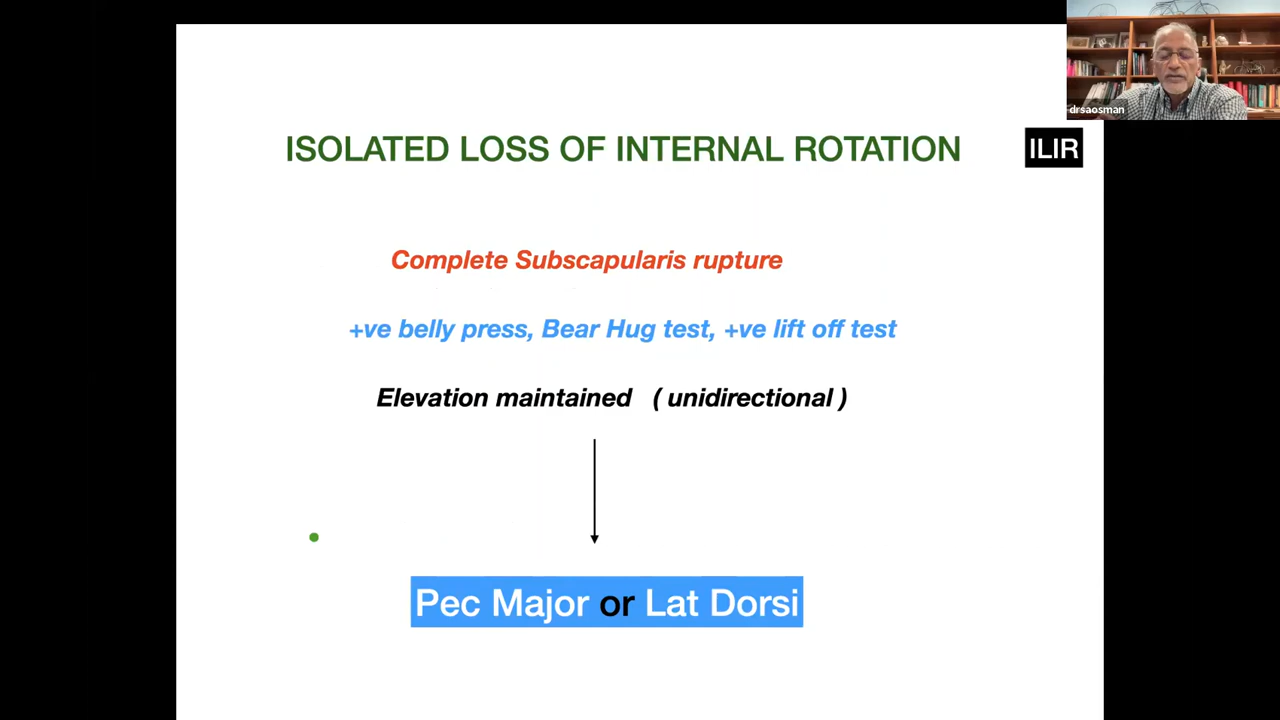 drsaosman
ISOLATED LOSS OF INTERNAL ROTATION
ILIR
Complete Subscapularis rupture
+ve belly press, Bear Hug test, +ve lift off test
Elevation maintained ( unidirectional )
Pec Major or Lat Dorsi